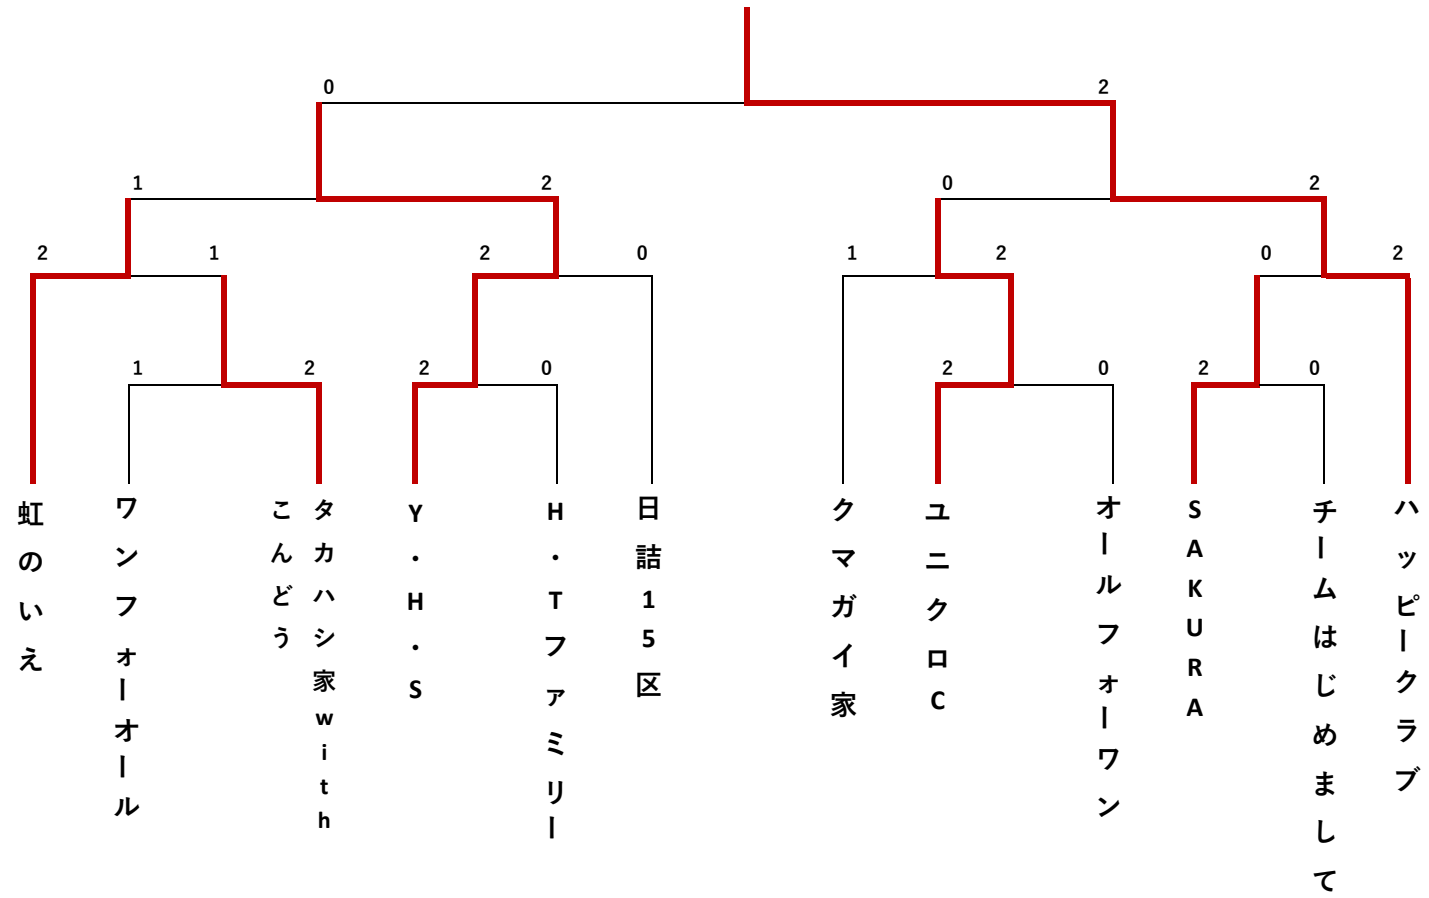 0
2
1
2
0
2
2
1
2
0
1
2
0
2
1
2
2
0
2
0
2
0
虹のいえ
ワンフォーオール
タカハシ家with
こんどう
Y・H・S
H・Tファミリー
日詰15区
クマガイ家
ユニクロC
オールフォーワン
SAKURA
チームはじめまして
ハッピークラブ